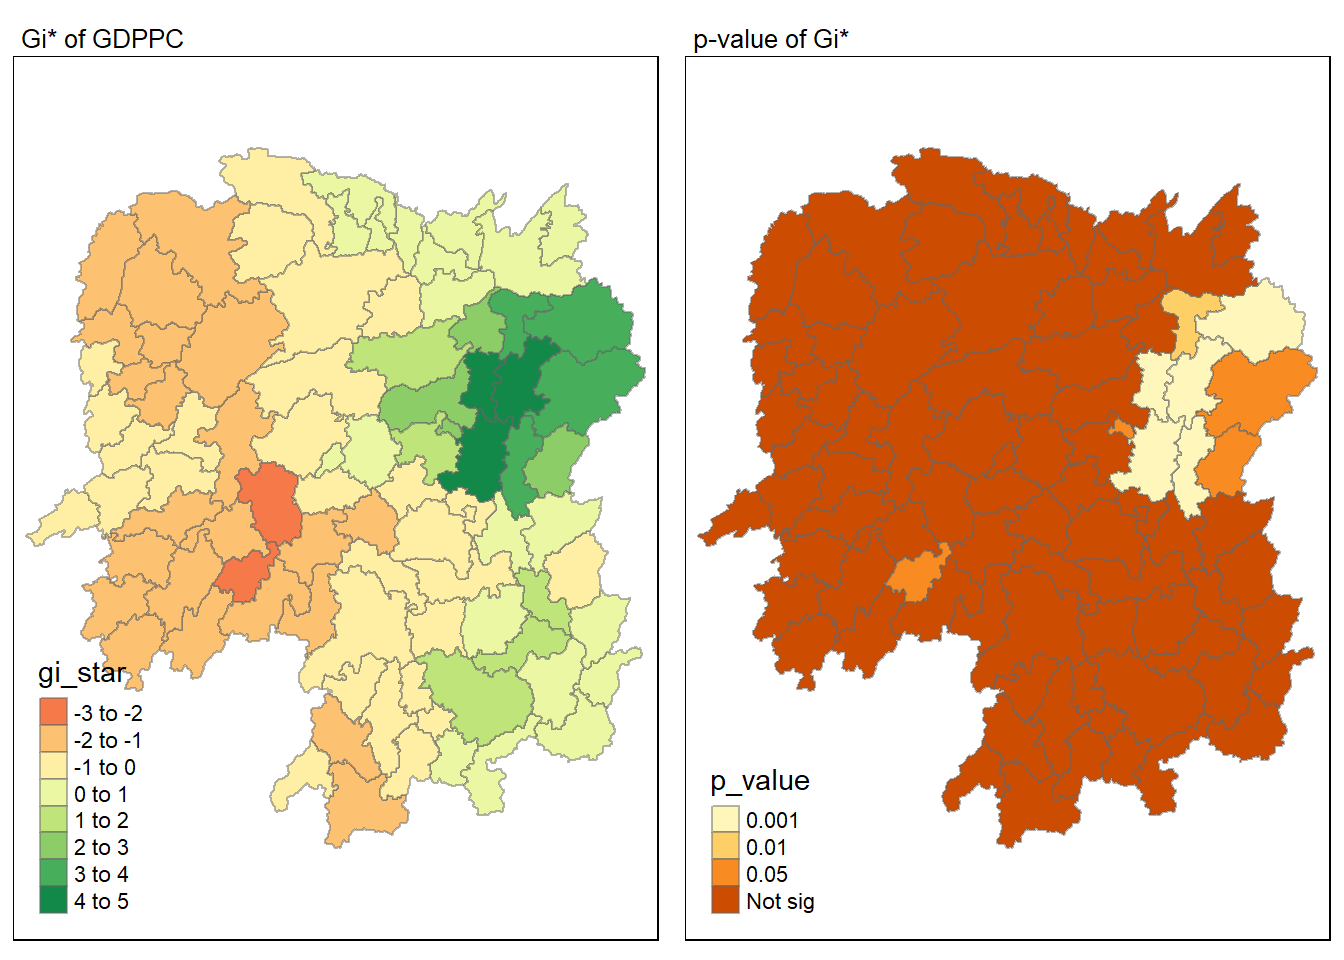 Gi* of GDPPC
gi_star
-3 to -2
-2 to -1
-1 to 0
0 to 1
1 to 2
2 to 3
3 to 4
4 to 5
p-value of Gi*
p_value
0.001
0.01
0.05
Not sig